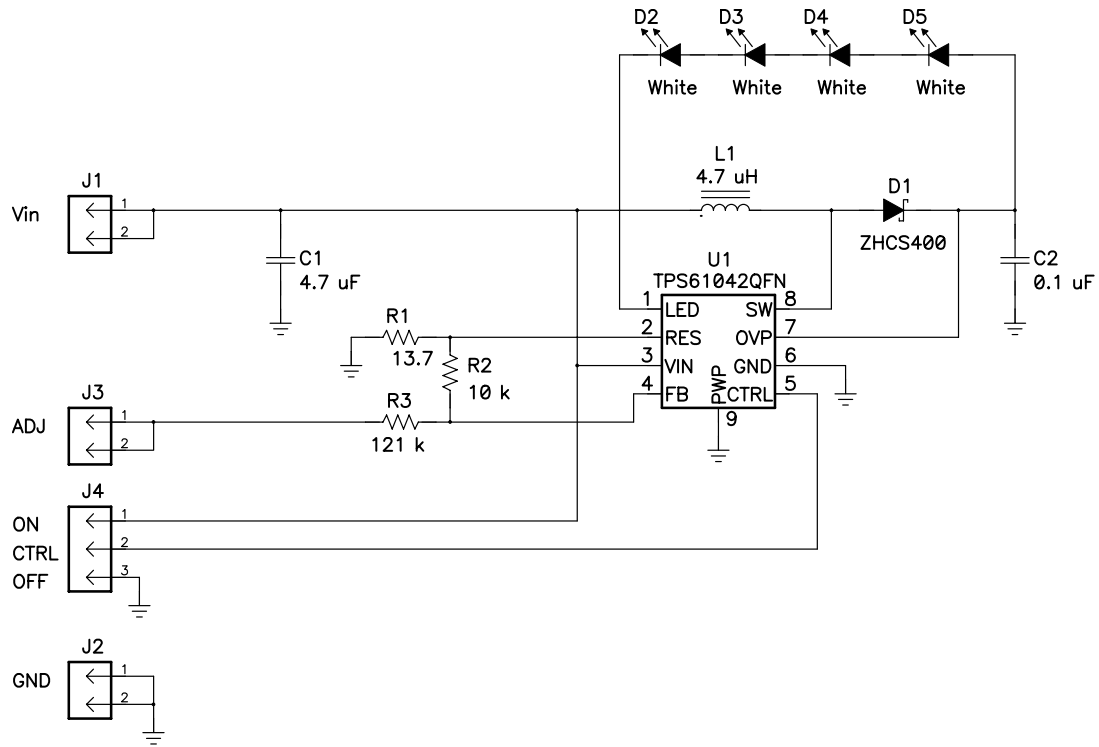 D2 D3 D4 D5
White White White White
L1
4.7 uH
D1
ZHCS400
J1
Vin
1
2
C1
4.7 uF
C2
0.1 uF
U1
TPS61042QFN
1 LED SW 8
2 RES OVP 7
3 VIN GND 6
4 FB CTRL 5
PWP
9
R1
13.7
R2
10 k
R3
121 k
J3
ADJ
1
2
J4
ON 1
CTRL 2
OFF 3
J2
GND
1
2